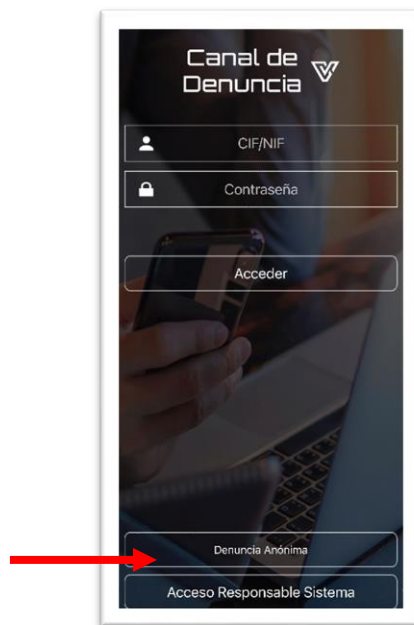 Canal de
Denuncia
CIF/NIF
Contraseña
Acceder
Denuncia Anónima
Acceso Responsable Sistema